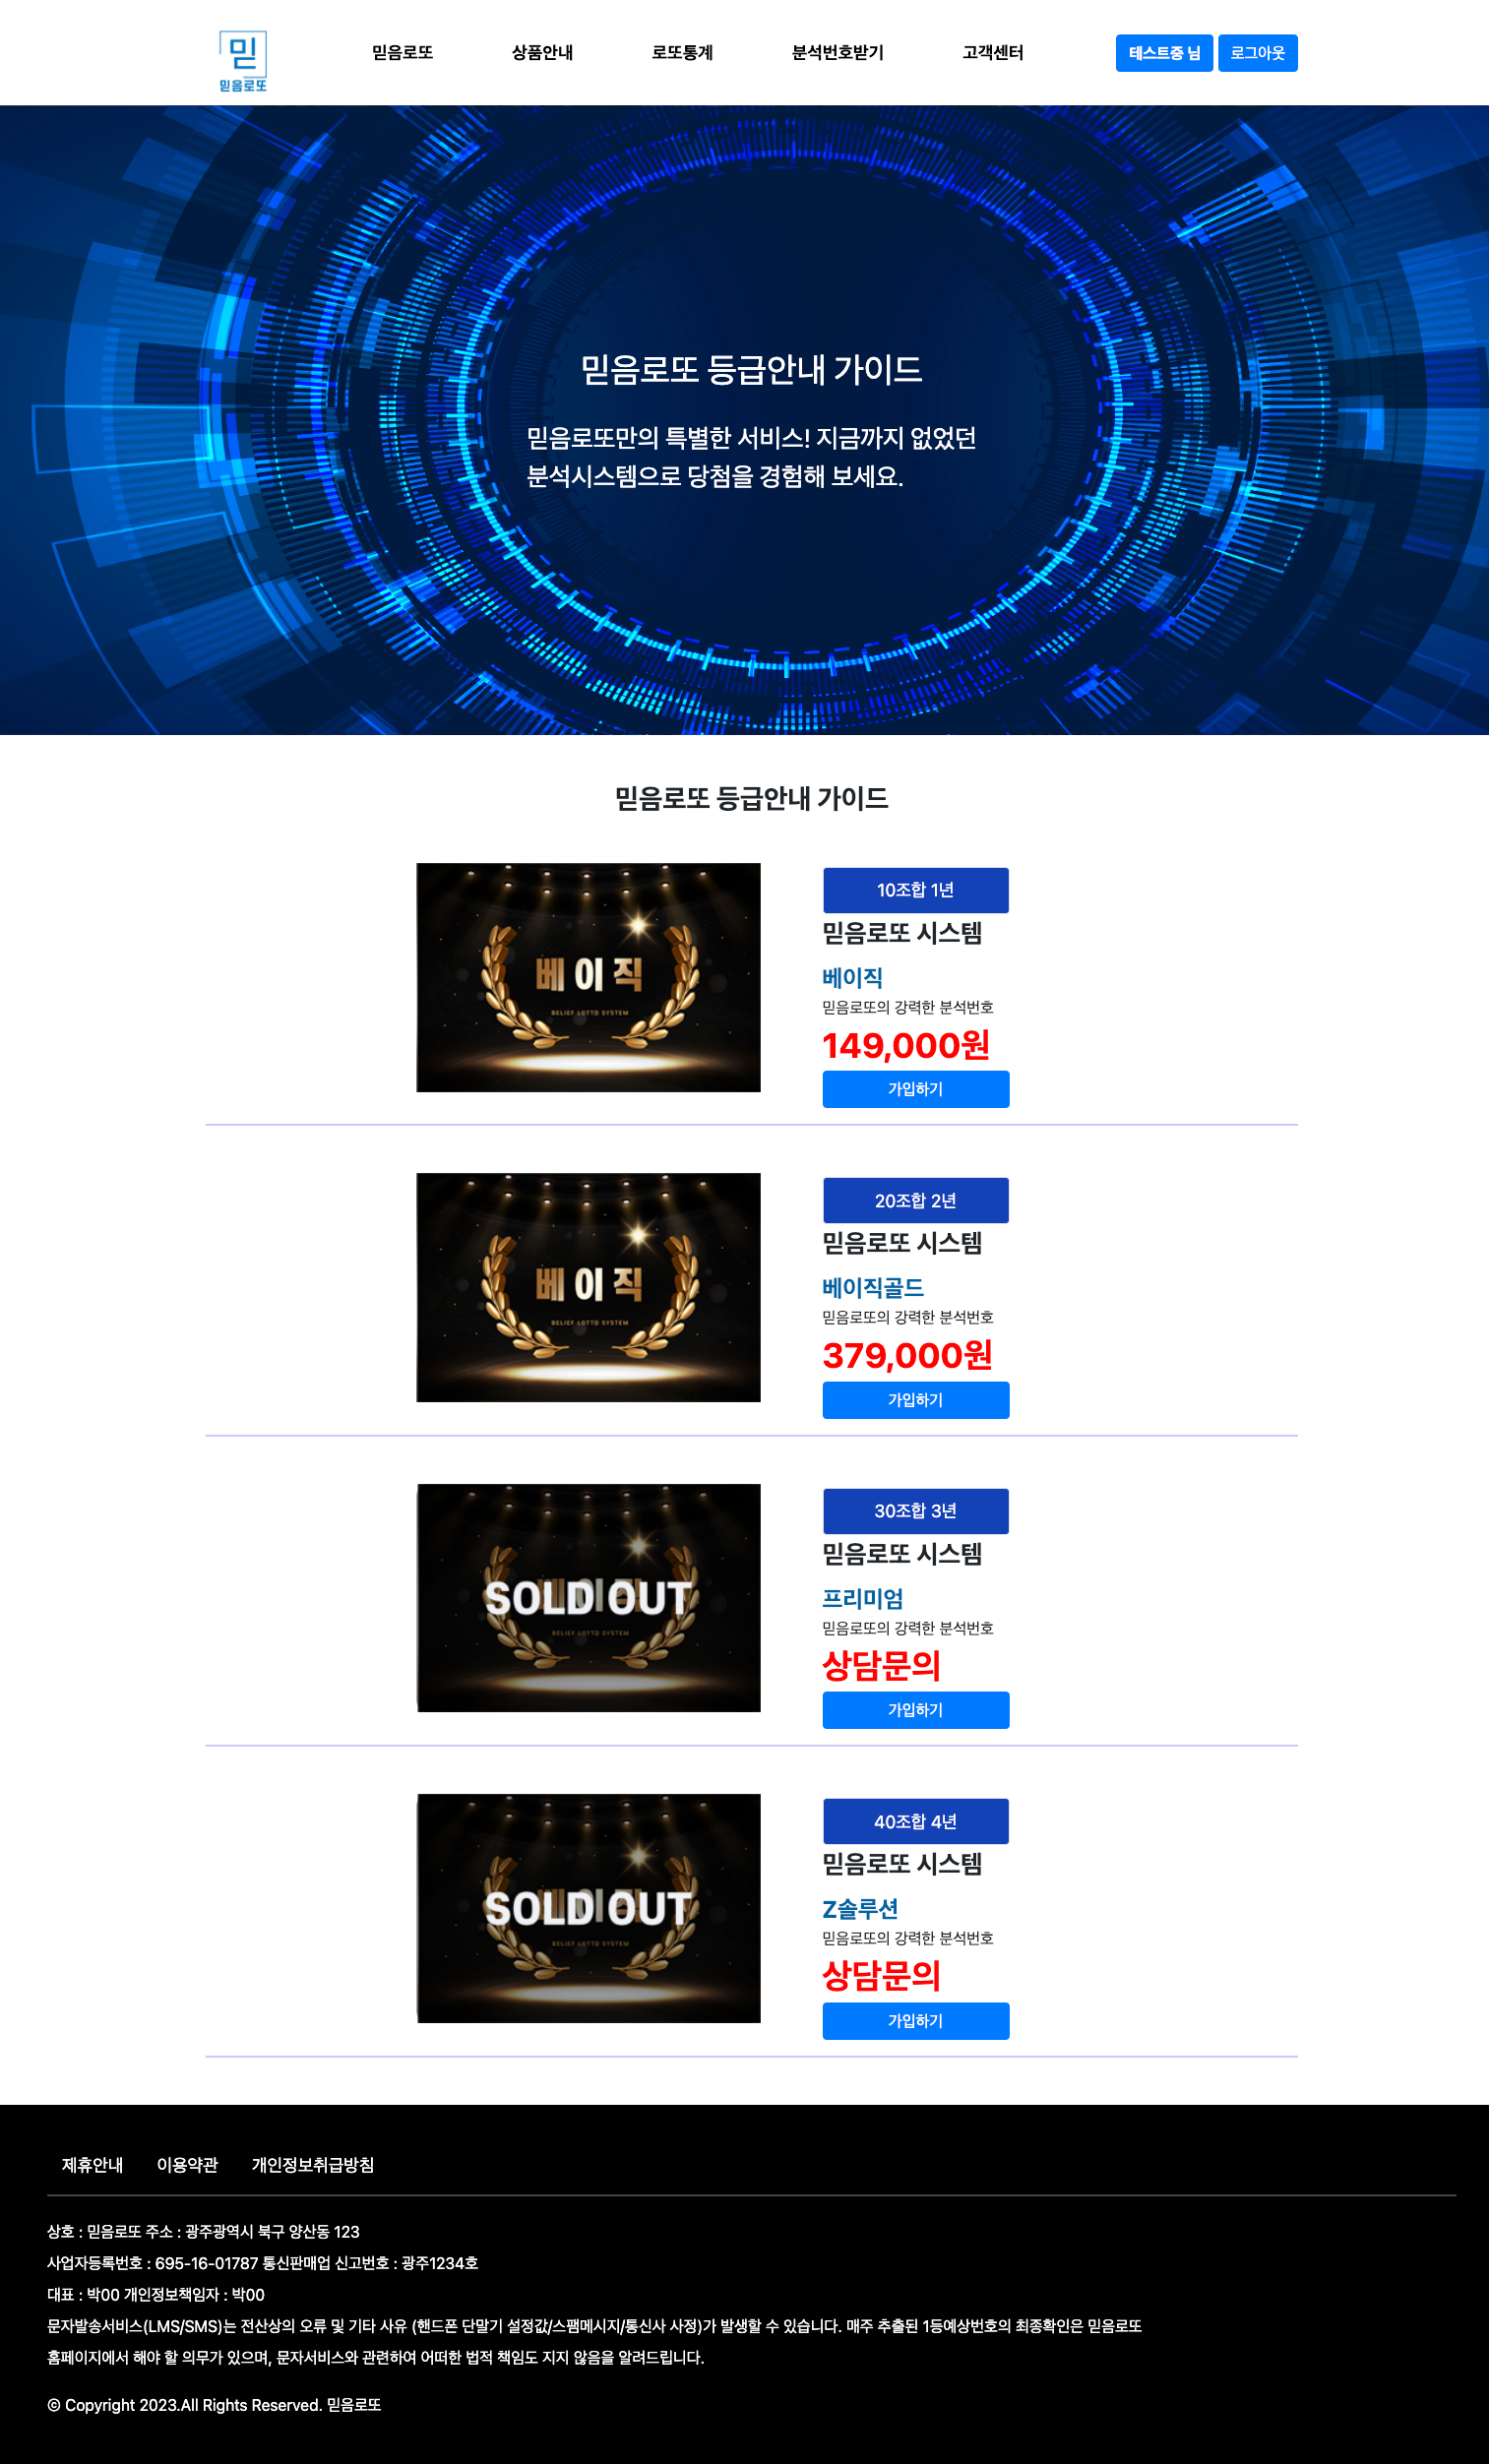 믿
믿음로또
믿음로또
상품안내
로또통계
분석번호받기
고객센터
테스트중 님
로그아웃
믿음로또 등급안내 가이드
믿음로또만의 특별한 서비스! 지금까지 없었던
분석시스템으로 당첨을 경험해 보세요.
믿음로또 등급안내 가이드
베이직
BELIEF LOTTO SYSTEM
10조합 1년
믿음로또 시스템
베이직
믿음로또의 강력한 분석번호
149,000원
가입하기
베이직
BELIEF LOTTO SYSTEM
20조합 2년
믿음로또 시스템
베이직골드
믿음로또의 강력한 분석번호
379,000원
가입하기
SOLD OUT
BELIEF LOTTO SYSTEM
30조합 3년
믿음로또 시스템
프리미엄
믿음로또의 강력한 분석번호
상담문의
가입하기
SOLD OUT
BELIEF LOTTO SYSTEM
40조합 4년
믿음로또 시스템
Z솔루션
믿음로또의 강력한 분석번호
상담문의
가입하기
제휴안내
이용약관
개인정보취급방침
상호 : 믿음로또 주소 : 광주광역시 북구 양산동 123
사업자등록번호 : 695-16-01787 통신판매업 신고번호 : 광주1234호
대표 : 박00 개인정보책임자 : 박00
문자발송서비스(LMS/SMS)는 전산상의 오류 및 기타 사유 (핸드폰 단말기 설정값/스팸메시지/통신사 사정)가 발생할 수 있습니다. 매주 추출된 1등예상번호의 최종확인은 믿음로또
홈페이지에서 해야 할 의무가 있으며, 문자서비스와 관련하여 어떠한 법적 책임도 지지 않음을 알려드립니다.
© Copyright 2023.All Rights Reserved. 믿음로또